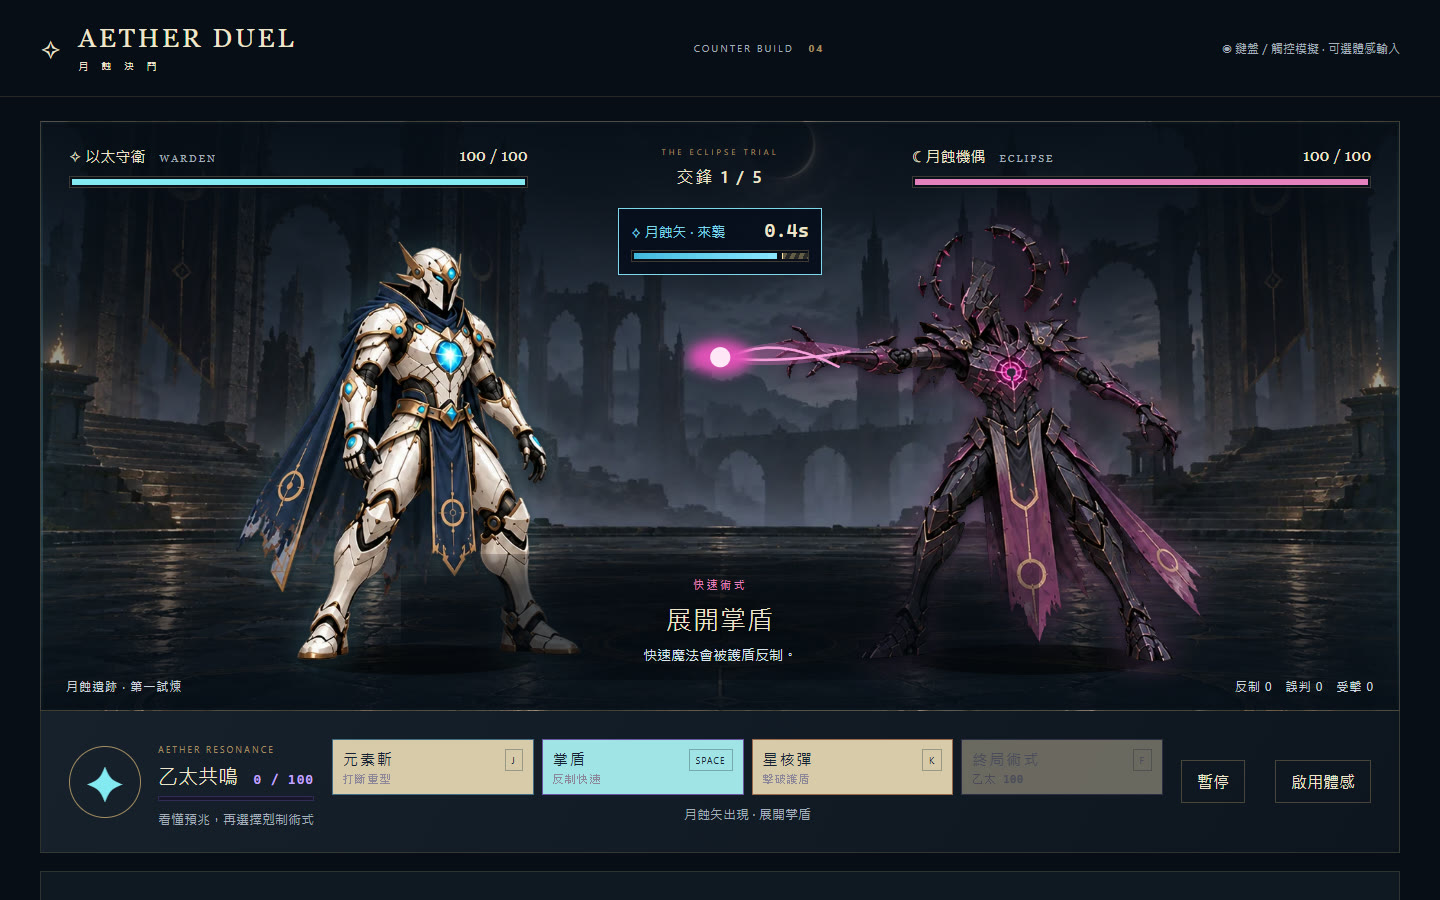 AETHER DUEL
月蝕決鬥
COUNTER BUILD 04
鍵盤 / 觸控模擬 · 可選體感輸入
以太守衛 WARDEN 100 / 100
THE ECLIPSE TRIAL
交鋒 1 / 5
月蝕機偶 ECLIPSE 100 / 100
月蝕矢 · 來襲 0.4s
快速術式
展開掌盾
快速魔法會被護盾反制。
月蝕遺跡 · 第一試煉
反制 0 誤判 0 受擊 0
AETHER RESONANCE
乙太共鳴 0 / 100
看懂預兆，再選擇剋制術式
元素斬 J
打斷重型
掌盾 SPACE
反制快速
星核彈 K
擊破護盾
終局術式 F
乙太 100
月蝕矢出現 · 展開掌盾
暫停
啟用體感